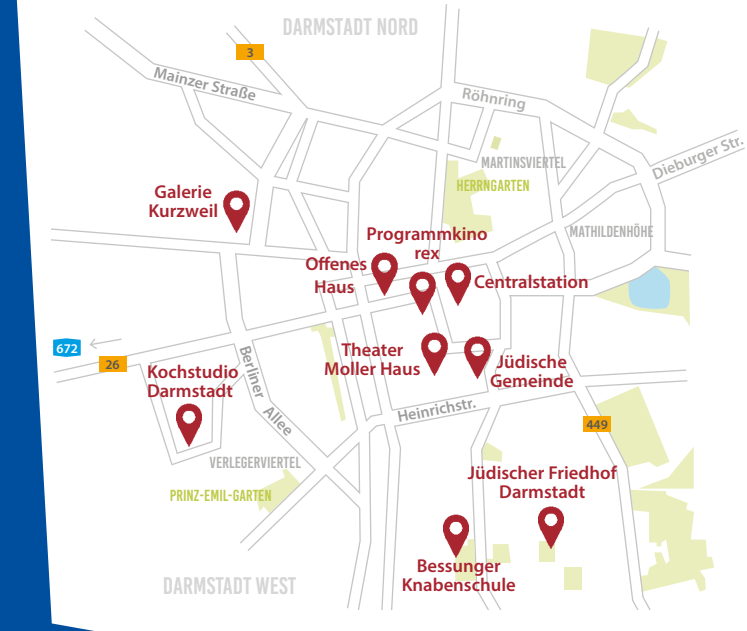 DARMSTADT NORD
3
Mainzer Straße
Röhnring
Dieburger Str.
MARTINSVIERTEL
HERRNGARTEN
Galerie
Kurzweil
MATHILDENHÖHE
Programmkino
rex
Offenes
Haus
Centralstation
672
26
Theater
Moller Haus
Jüdische
Gemeinde
Kochstudio
Darmstadt
Berliner
Allee
Heinrichstr.
449
VERLEGERVIERTEL
PRINZ-EMIL-GARTEN
Jüdischer Friedhof
Darmstadt
Bessunger
Knabenschule
DARMSTADT WEST